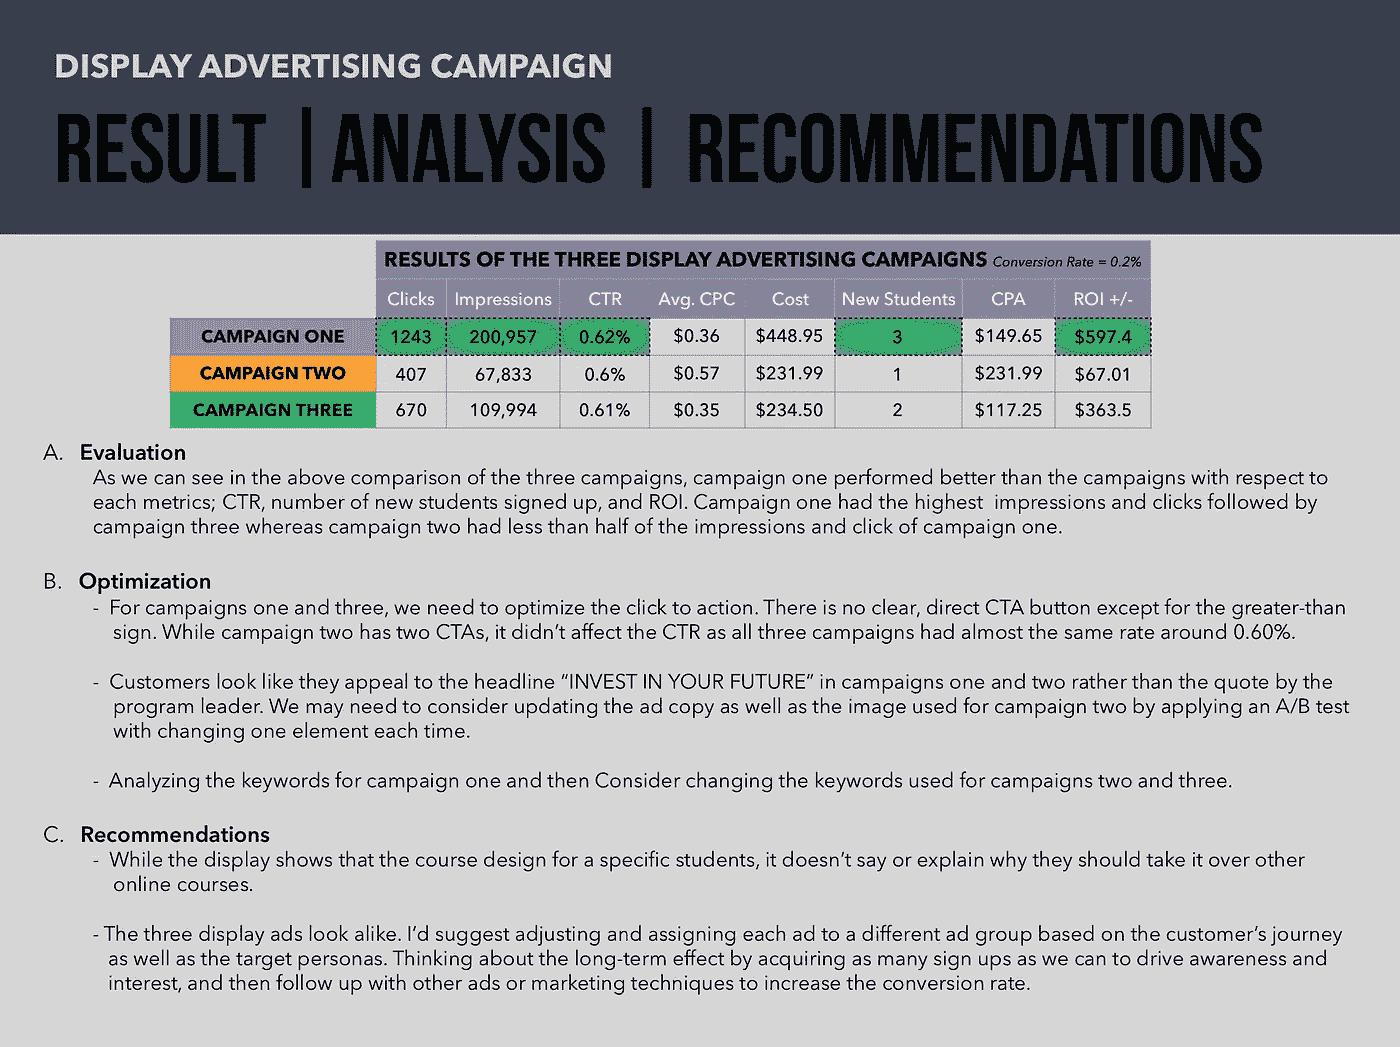 DISPLAY ADVERTISING CAMPAIGN
RESULT | ANALYSIS | RECOMMENDATIONS
RESULTS OF THE THREE DISPLAY ADVERTISING CAMPAIGNS Conversion Rate = 0.2%
Clicks Impressions CTR Avg. CPC Cost New Students CPA ROI +/-
CAMPAIGN ONE 1243 200,957 0.62% $0.36 $448.95 3 $149.65 $597.4
CAMPAIGN TWO 407 67,833 0.6% $0.57 $231.99 1 $231.99 $67.01
CAMPAIGN THREE 670 109,994 0.61% $0.35 $234.50 2 $117.25 $363.5
A. Evaluation
As we can see in the above comparison of the three campaigns, campaign one performed better than the campaigns with respect to
each metrics; CTR, number of new students signed up, and ROI. Campaign one had the highest impressions and clicks followed by
campaign three whereas campaign two had less than half of the impressions and click of campaign one.
B. Optimization
- For campaigns one and three, we need to optimize the click to action. There is no clear, direct CTA button except for the greater-than
sign. While campaign two has two CTAs, it didn't affect the CTR as all three campaigns had almost the same rate around 0.60%.
- Customers look like they appeal to the headline “INVEST IN YOUR FUTURE” in campaigns one and two rather than the quote by the
program leader. We may need to consider updating the ad copy as well as the image used for campaign two by applying an A/B test
with changing one element each time.
- Analyzing the keywords for campaign one and then Consider changing the keywords used for campaigns two and three.
C. Recommendations
- While the display shows that the course design for a specific students, it doesn't say or explain why they should take it over other
online courses.
- The three display ads look alike. I'd suggest adjusting and assigning each ad to a different ad group based on the customer's journey
as well as the target personas. Thinking about the long-term effect by acquiring as many sign ups as we can to drive awareness and
interest, and then follow up with other ads or marketing techniques to increase the conversion rate.